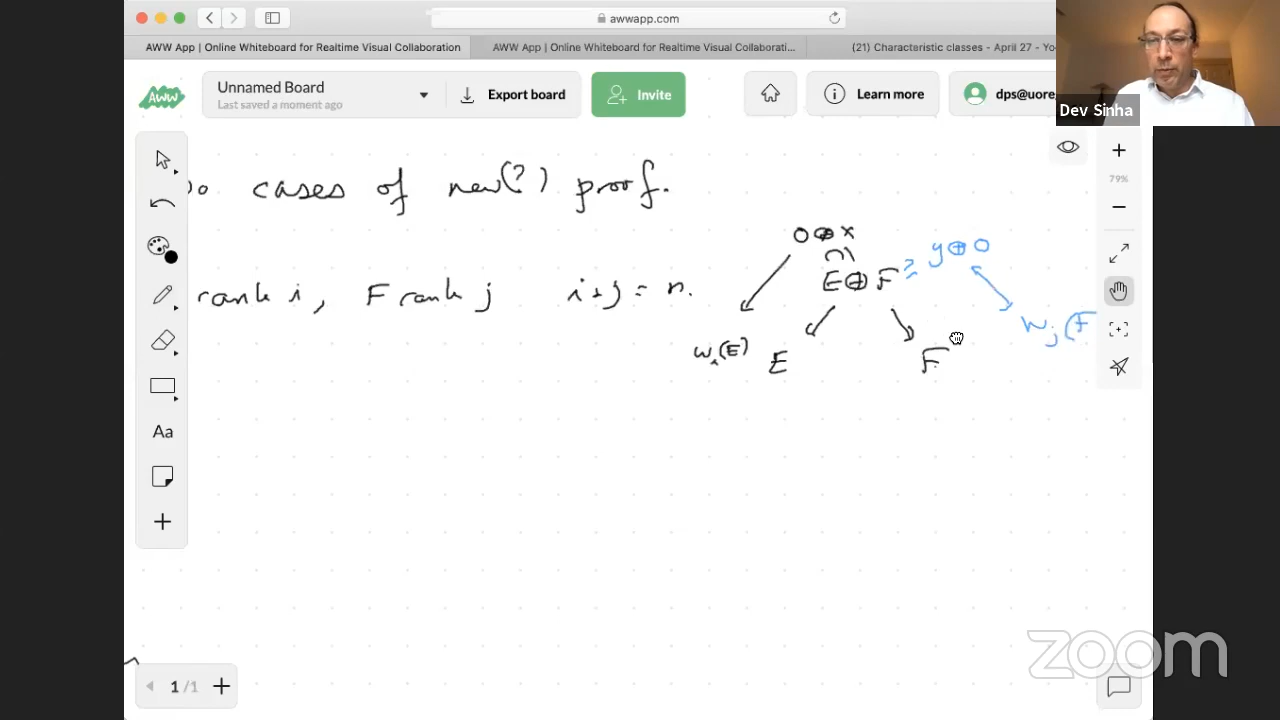 awwapp.com
AWW App | Online Whiteboard for Realtime Visual Collaboration
AWW App | Online Whiteboard for Realtime Visual Collaborati...
(21) Characteristic classes - April 27 - Yo
AWW
Unnamed Board
Last saved a moment ago
Export board
Invite
Learn more
dps@uore
Dev Sinha
79%
cases of new(?) proof.
0⊕x
∩
E⊕F ≅ y⊕0
rank i, F rank j i+j = n.
w_i(E) E F w_j(F
Aa
1/1
zoom